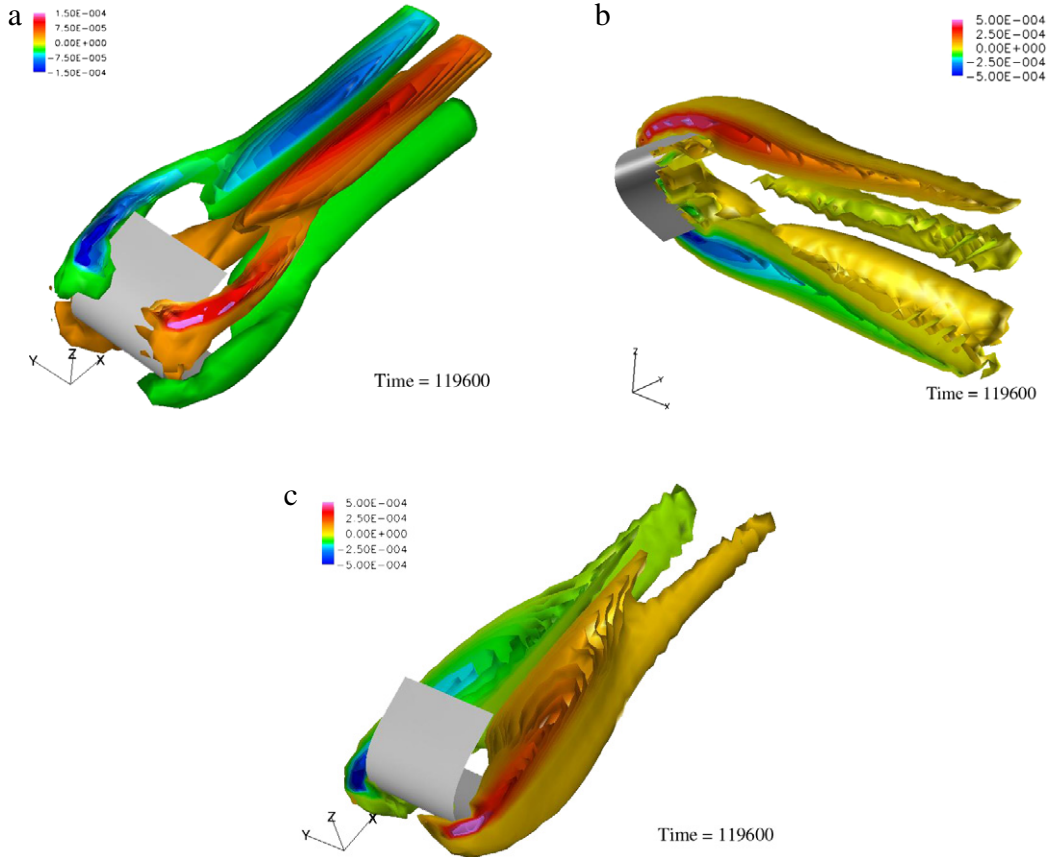 a
1.50E-004
7.50E-005
0.00E+000
-7.50E-005
-1.50E-004
Y
Z
X
Time = 119600
b
5.00E-004
2.50E-004
0.00E+000
-2.50E-004
-5.00E-004
Z
Y
X
Time = 119600
c
5.00E-004
2.50E-004
0.00E+000
-2.50E-004
-5.00E-004
Y
Z
X
Time = 119600